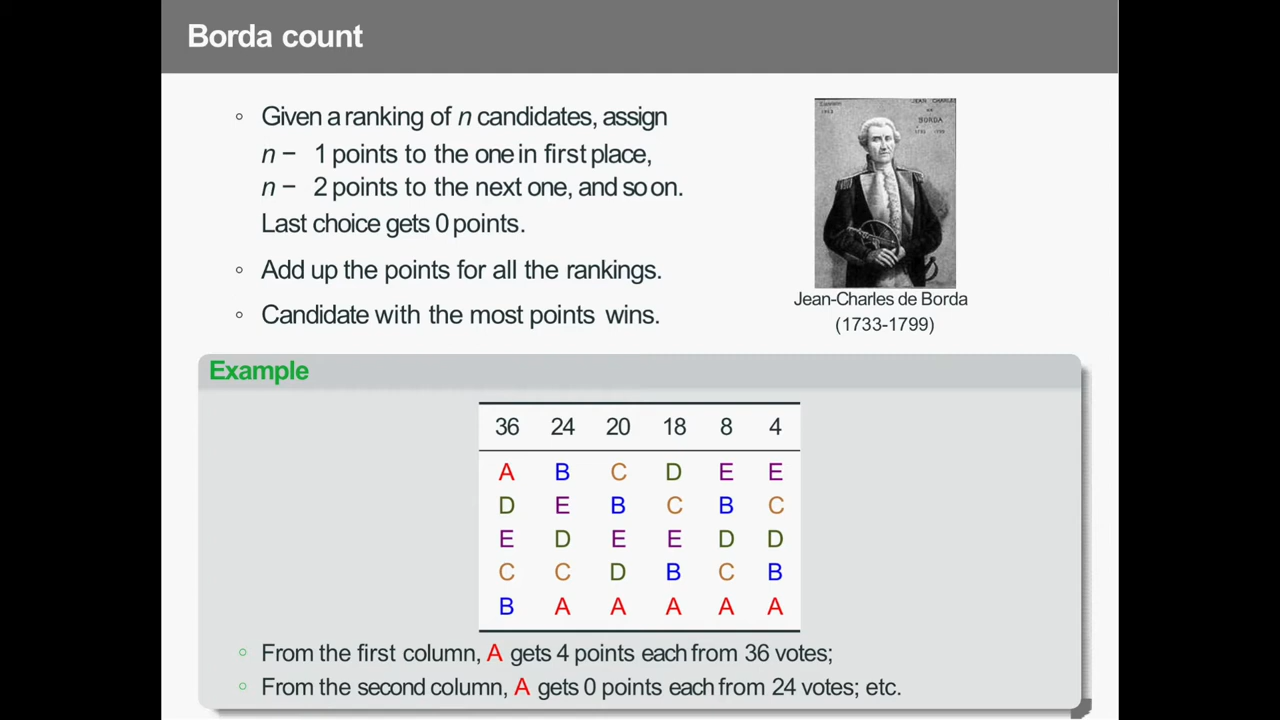 Borda count
◦ Given a ranking of n candidates, assign
n − 1 points to the one in first place,
n − 2 points to the next one, and so on.
Last choice gets 0 points.
◦ Add up the points for all the rankings.
◦ Candidate with the most points wins.
JEAN CHARLES
BORDA
Jean-Charles de Borda
(1733-1799)
Example
36 24 20 18 8 4
A B C D E E
D E B C B C
E D E E D D
C C D B C B
B A A A A A
◦ From the first column, A gets 4 points each from 36 votes;
◦ From the second column, A gets 0 points each from 24 votes; etc.